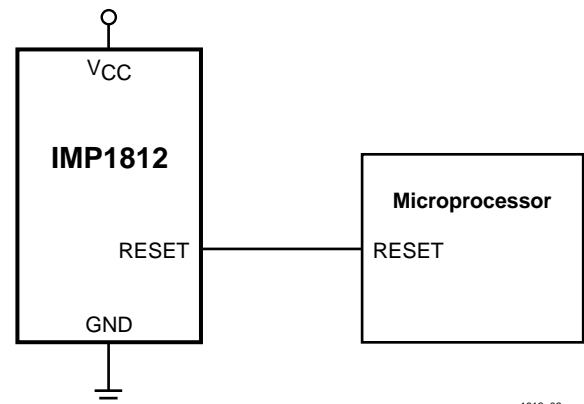 VCC
IMP1812
Microprocessor
RESET
RESET
GND